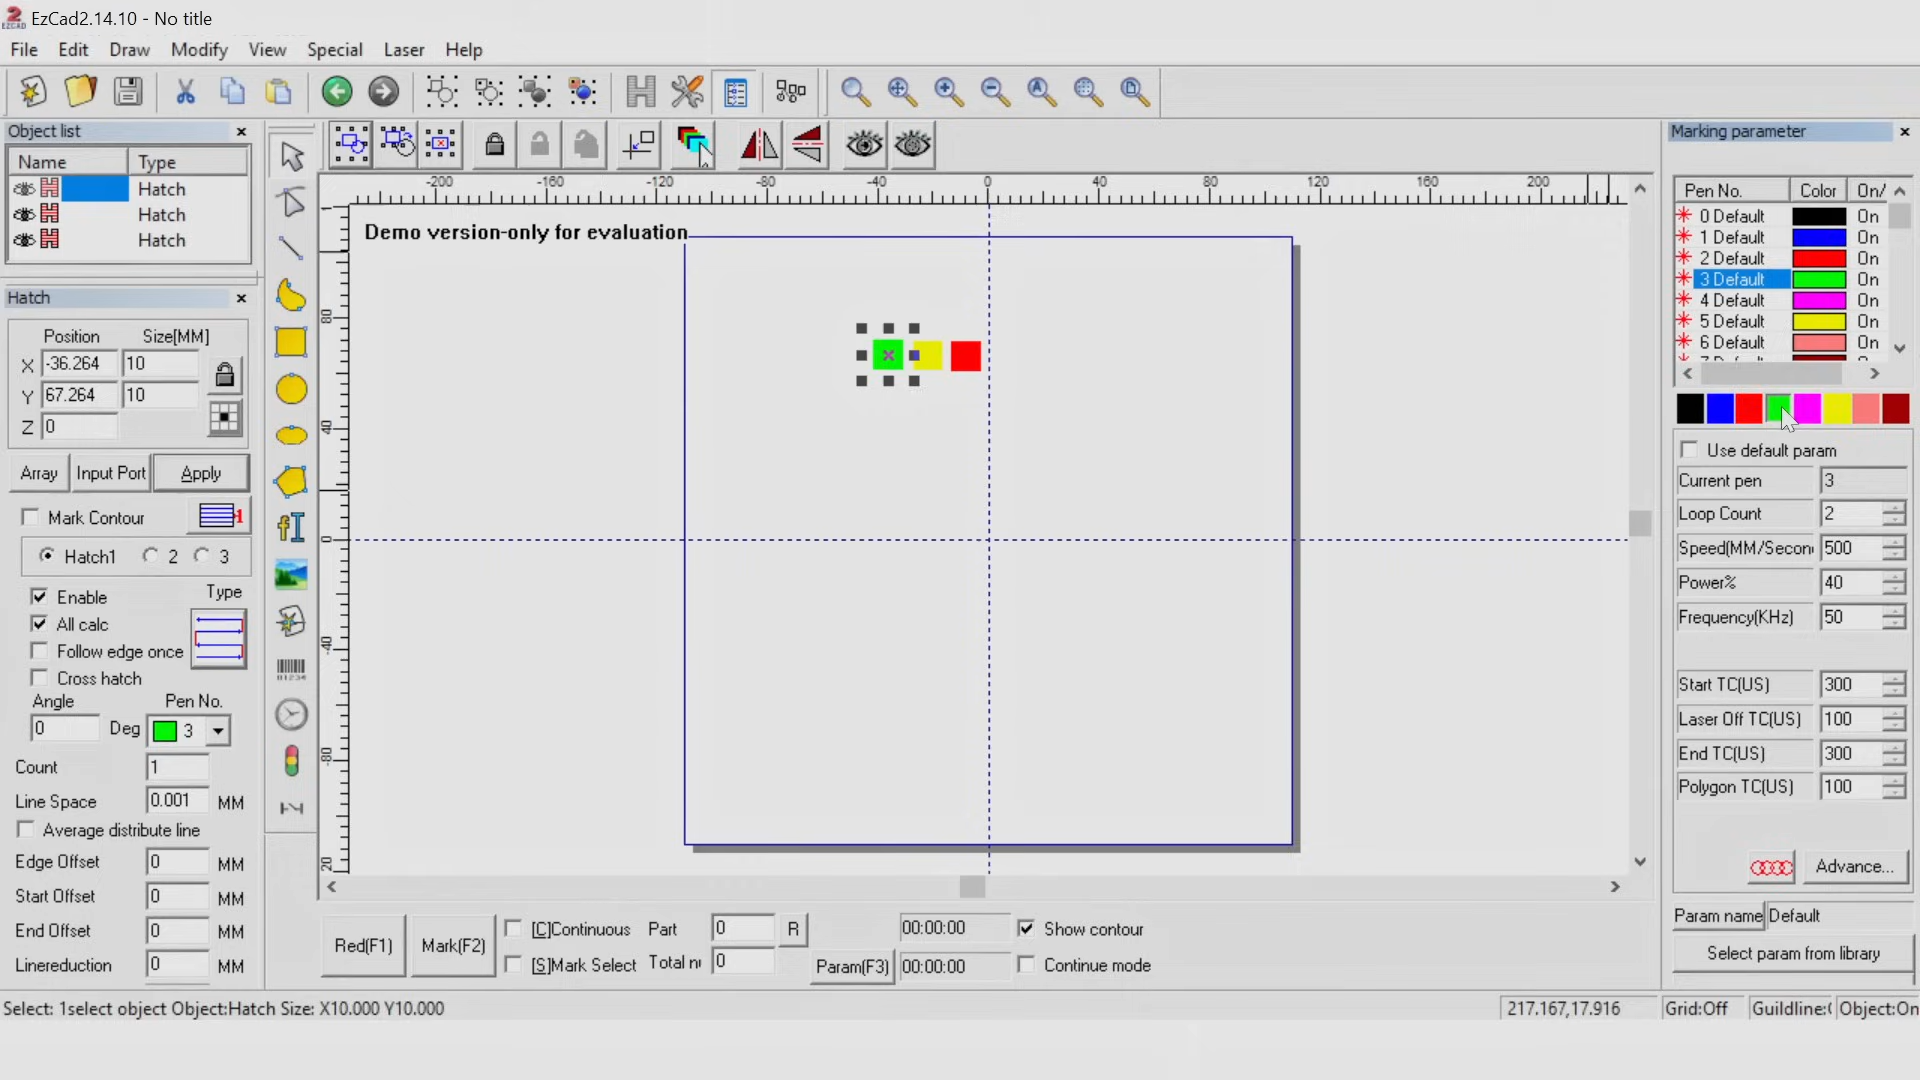 EzCad2.14.10 - No title
File Edit Draw Modify View Special Laser Help
Object list
Name Type
Hatch
Hatch
Hatch
Hatch
Position Size[MM]
X -36.264 10
Y 67.264 10
Z 0
Array Input Port Apply
Mark Contour
Hatch1 2 3
Enable Type
All calc
Follow edge once
Cross hatch
Angle Pen No.
0 Deg 3
Count 1
Line Space 0.001 MM
Average distribute line
Edge Offset 0 MM
Start Offset 0 MM
End Offset 0 MM
Linereduction 0 MM
-200 -160 -120 -80 -40 0 40 80 120 160 200
80
40
0
-40
-80
20
Demo version-only for evaluation
Red(F1) Mark(F2)
[C]Continuous Part 0 R 00:00:00 Show contour
[S]Mark Select Total nu 0 Param(F3) 00:00:00 Continue mode
Marking parameter
Pen No. Color On/
0 Default On
1 Default On
2 Default On
3 Default On
4 Default On
5 Default On
6 Default On
Use default param
Current pen 3
Loop Count 2
Speed(MM/Secon 500
Power% 40
Frequency(KHz) 50
Start TC(US) 300
Laser Off TC(US) 100
End TC(US) 300
Polygon TC(US) 100
Advance...
Param name Default
Select param from library
Select: 1select object Object:Hatch Size: X10.000 Y10.000
217.167,17.916 Grid:Off Guildline:( Object:On